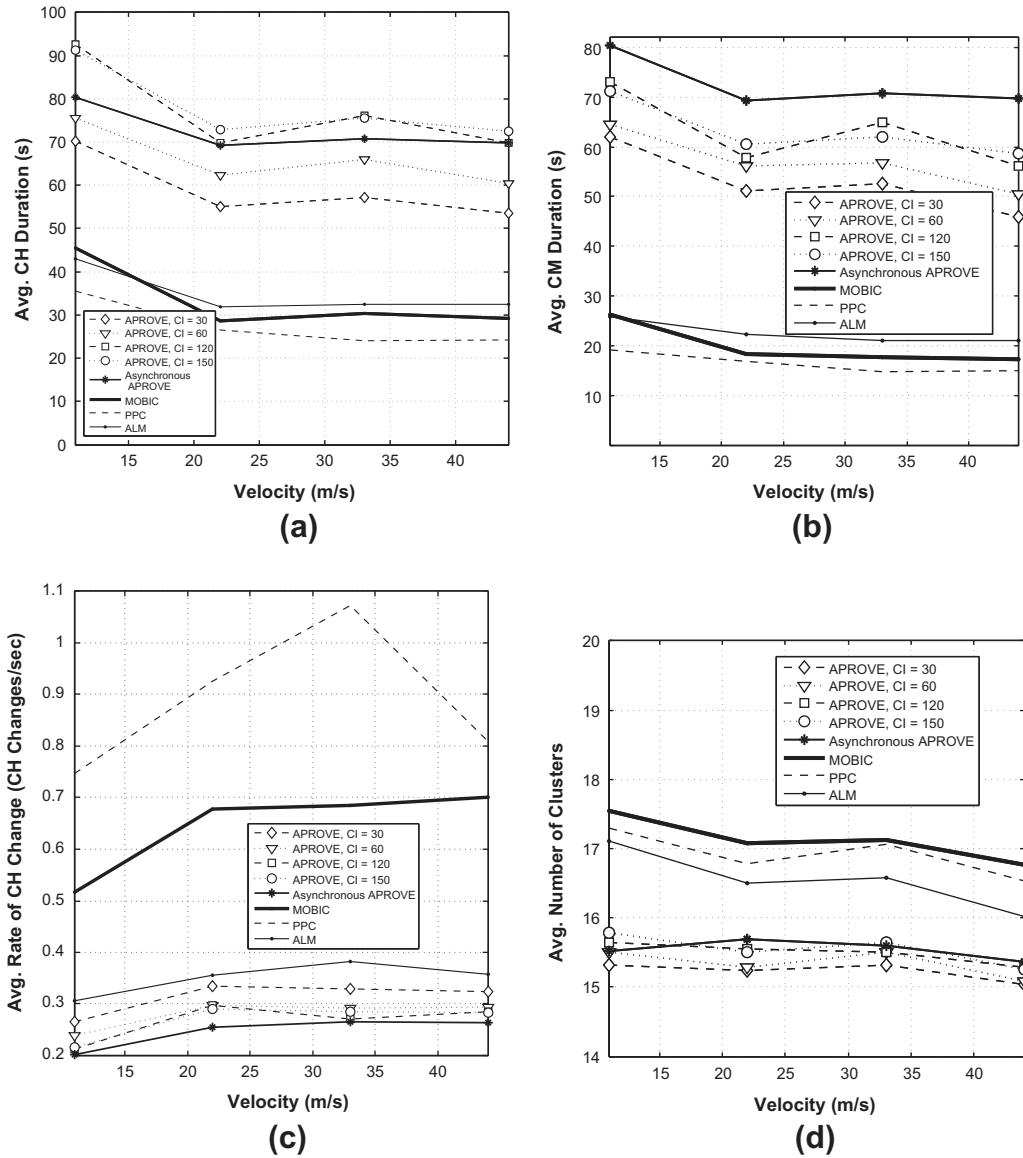 100
90
80
70
60
50
40
30
20
10
0
Avg. CH Duration (s)
APROVE, CI = 30
APROVE, CI = 60
APROVE, CI = 120
APROVE, CI = 150
Asynchronous
APROVE
MOBIC
PPC
ALM
15 20 25 30 35 40
Velocity (m/s)
(a)
80
70
60
50
40
30
20
10
Avg. CM Duration (s)
APROVE, CI = 30
APROVE, CI = 60
APROVE, CI = 120
APROVE, CI = 150
Asynchronous APROVE
MOBIC
PPC
ALM
15 20 25 30 35 40
Velocity (m/s)
(b)
1.1
1
0.9
0.8
0.7
0.6
0.5
0.4
0.3
0.2
Avg. Rate of CH Change (CH Changes/sec)
APROVE, CI = 30
APROVE, CI = 60
APROVE, CI = 120
APROVE, CI = 150
Asynchronous APROVE
MOBIC
PPC
ALM
15 20 25 30 35 40
Velocity (m/s)
(c)
20
19
18
17
16
15
14
Avg. Number of Clusters
APROVE, CI = 30
APROVE, CI = 60
APROVE, CI = 120
APROVE, CI = 150
Asynchronous APROVE
MOBIC
PPC
ALM
15 20 25 30 35 40
Velocity (m/s)
(d)